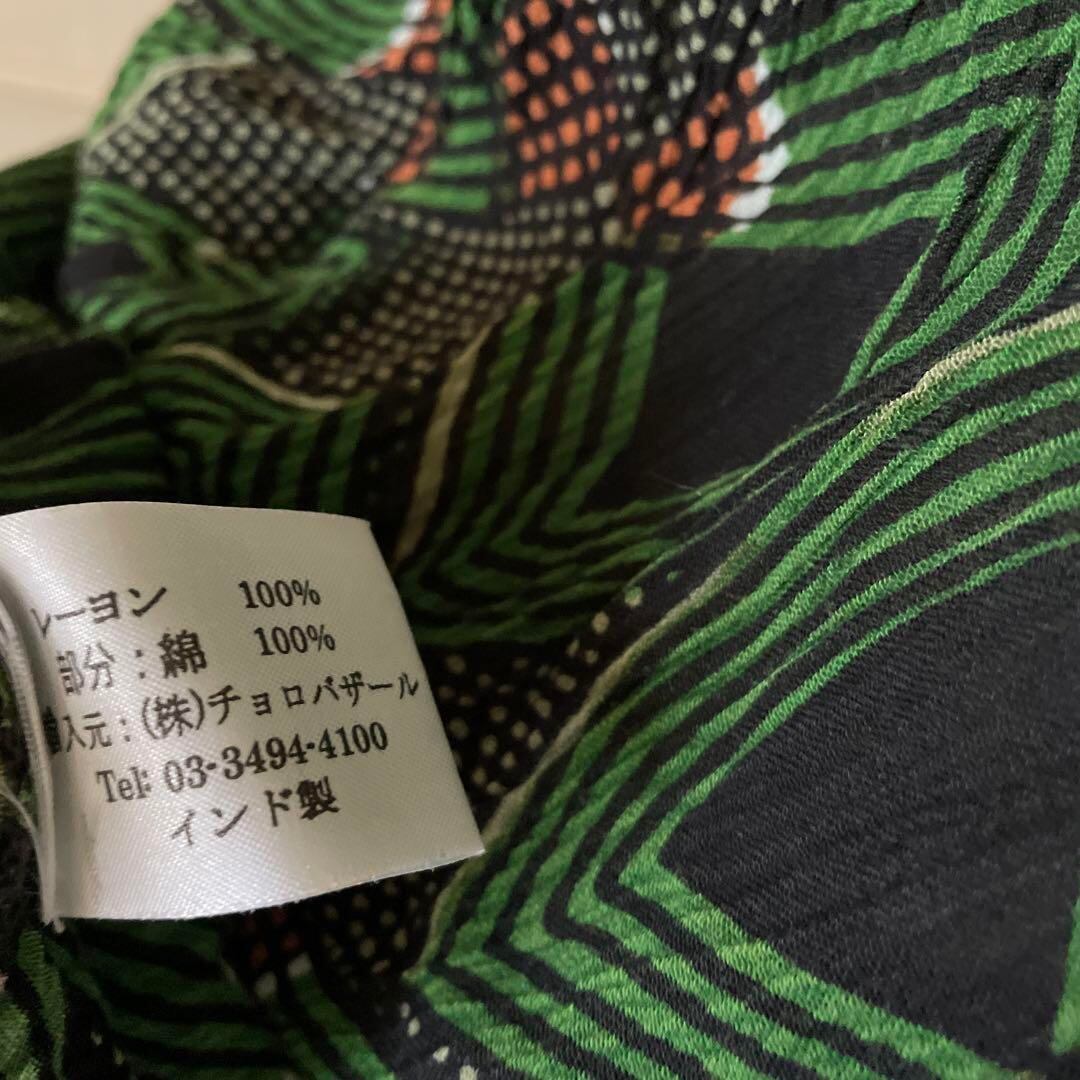 レーヨン 100%
部分：綿 100%
入元：(株)チョロバザール
Tel: 03-3494-4100
インド製